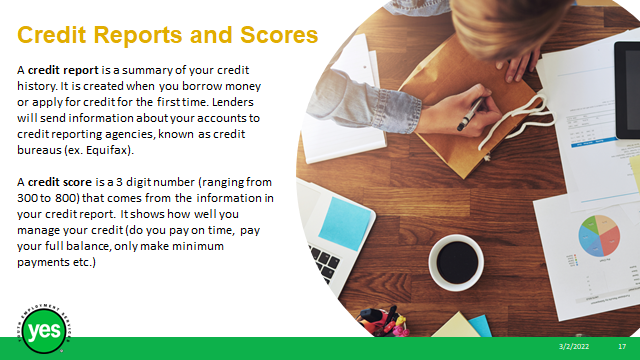 Credit Reports and Scores
A credit report is a summary of your credit
history. It is created when you borrow money
or apply for credit for the first time. Lenders
will send information about your accounts to
credit reporting agencies, known as credit
bureaus (ex. Equifax).
A credit score is a 3 digit number (ranging from
300 to 800) that comes from the information in
your credit report. It shows how well you
manage your credit (do you pay on time, pay
your full balance, only make minimum
payments etc.)
YOUTH EMPLOYMENT SERVICES
yes
3/2/2022
17